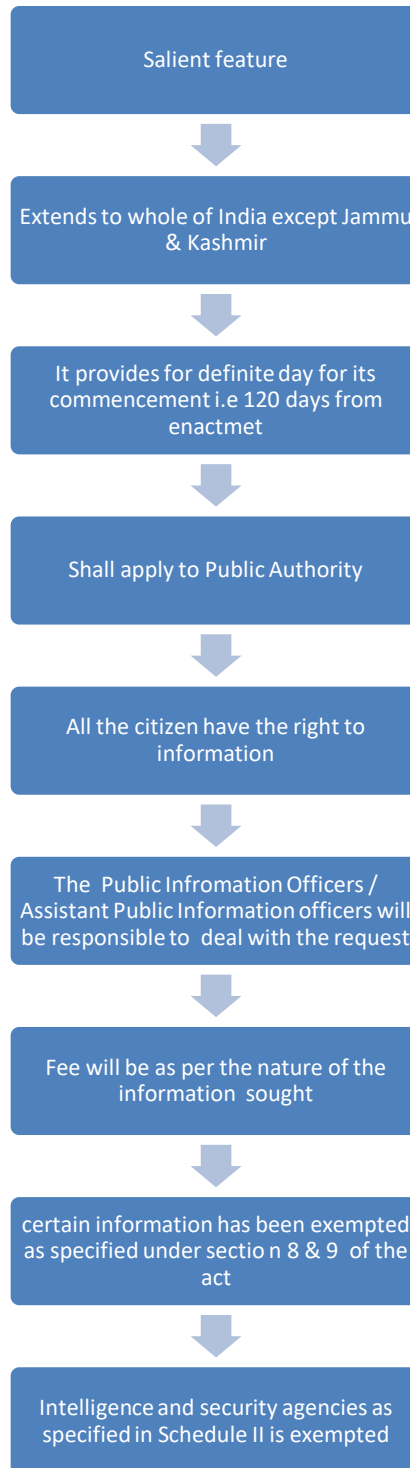 Salient feature
Extends to whole of India except Jammu
& Kashmir
It provides for definite day for its
commencement i.e 120 days from
enactmet
Shall apply to Public Authority
All the citizen have the right to
information
The Public Infromation Officers /
Assistant Public Information officers will
be responsible to deal with the request
Fee will be as per the nature of the
information sought
certain information has been exempted
as specified under sectio n 8 & 9 of the
act
Intelligence and security agencies as
specified in Schedule II is exempted